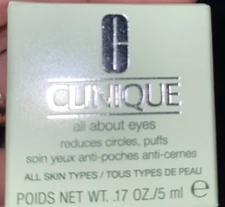 CLINIQUE
all about eyes
reduces circles, puffs
soin yeux anti-poches anti-cernes
ALL SKIN TYPES / TOUS TYPES DE PEAU
POIDS NET WT. .17 OZ./5 ml e